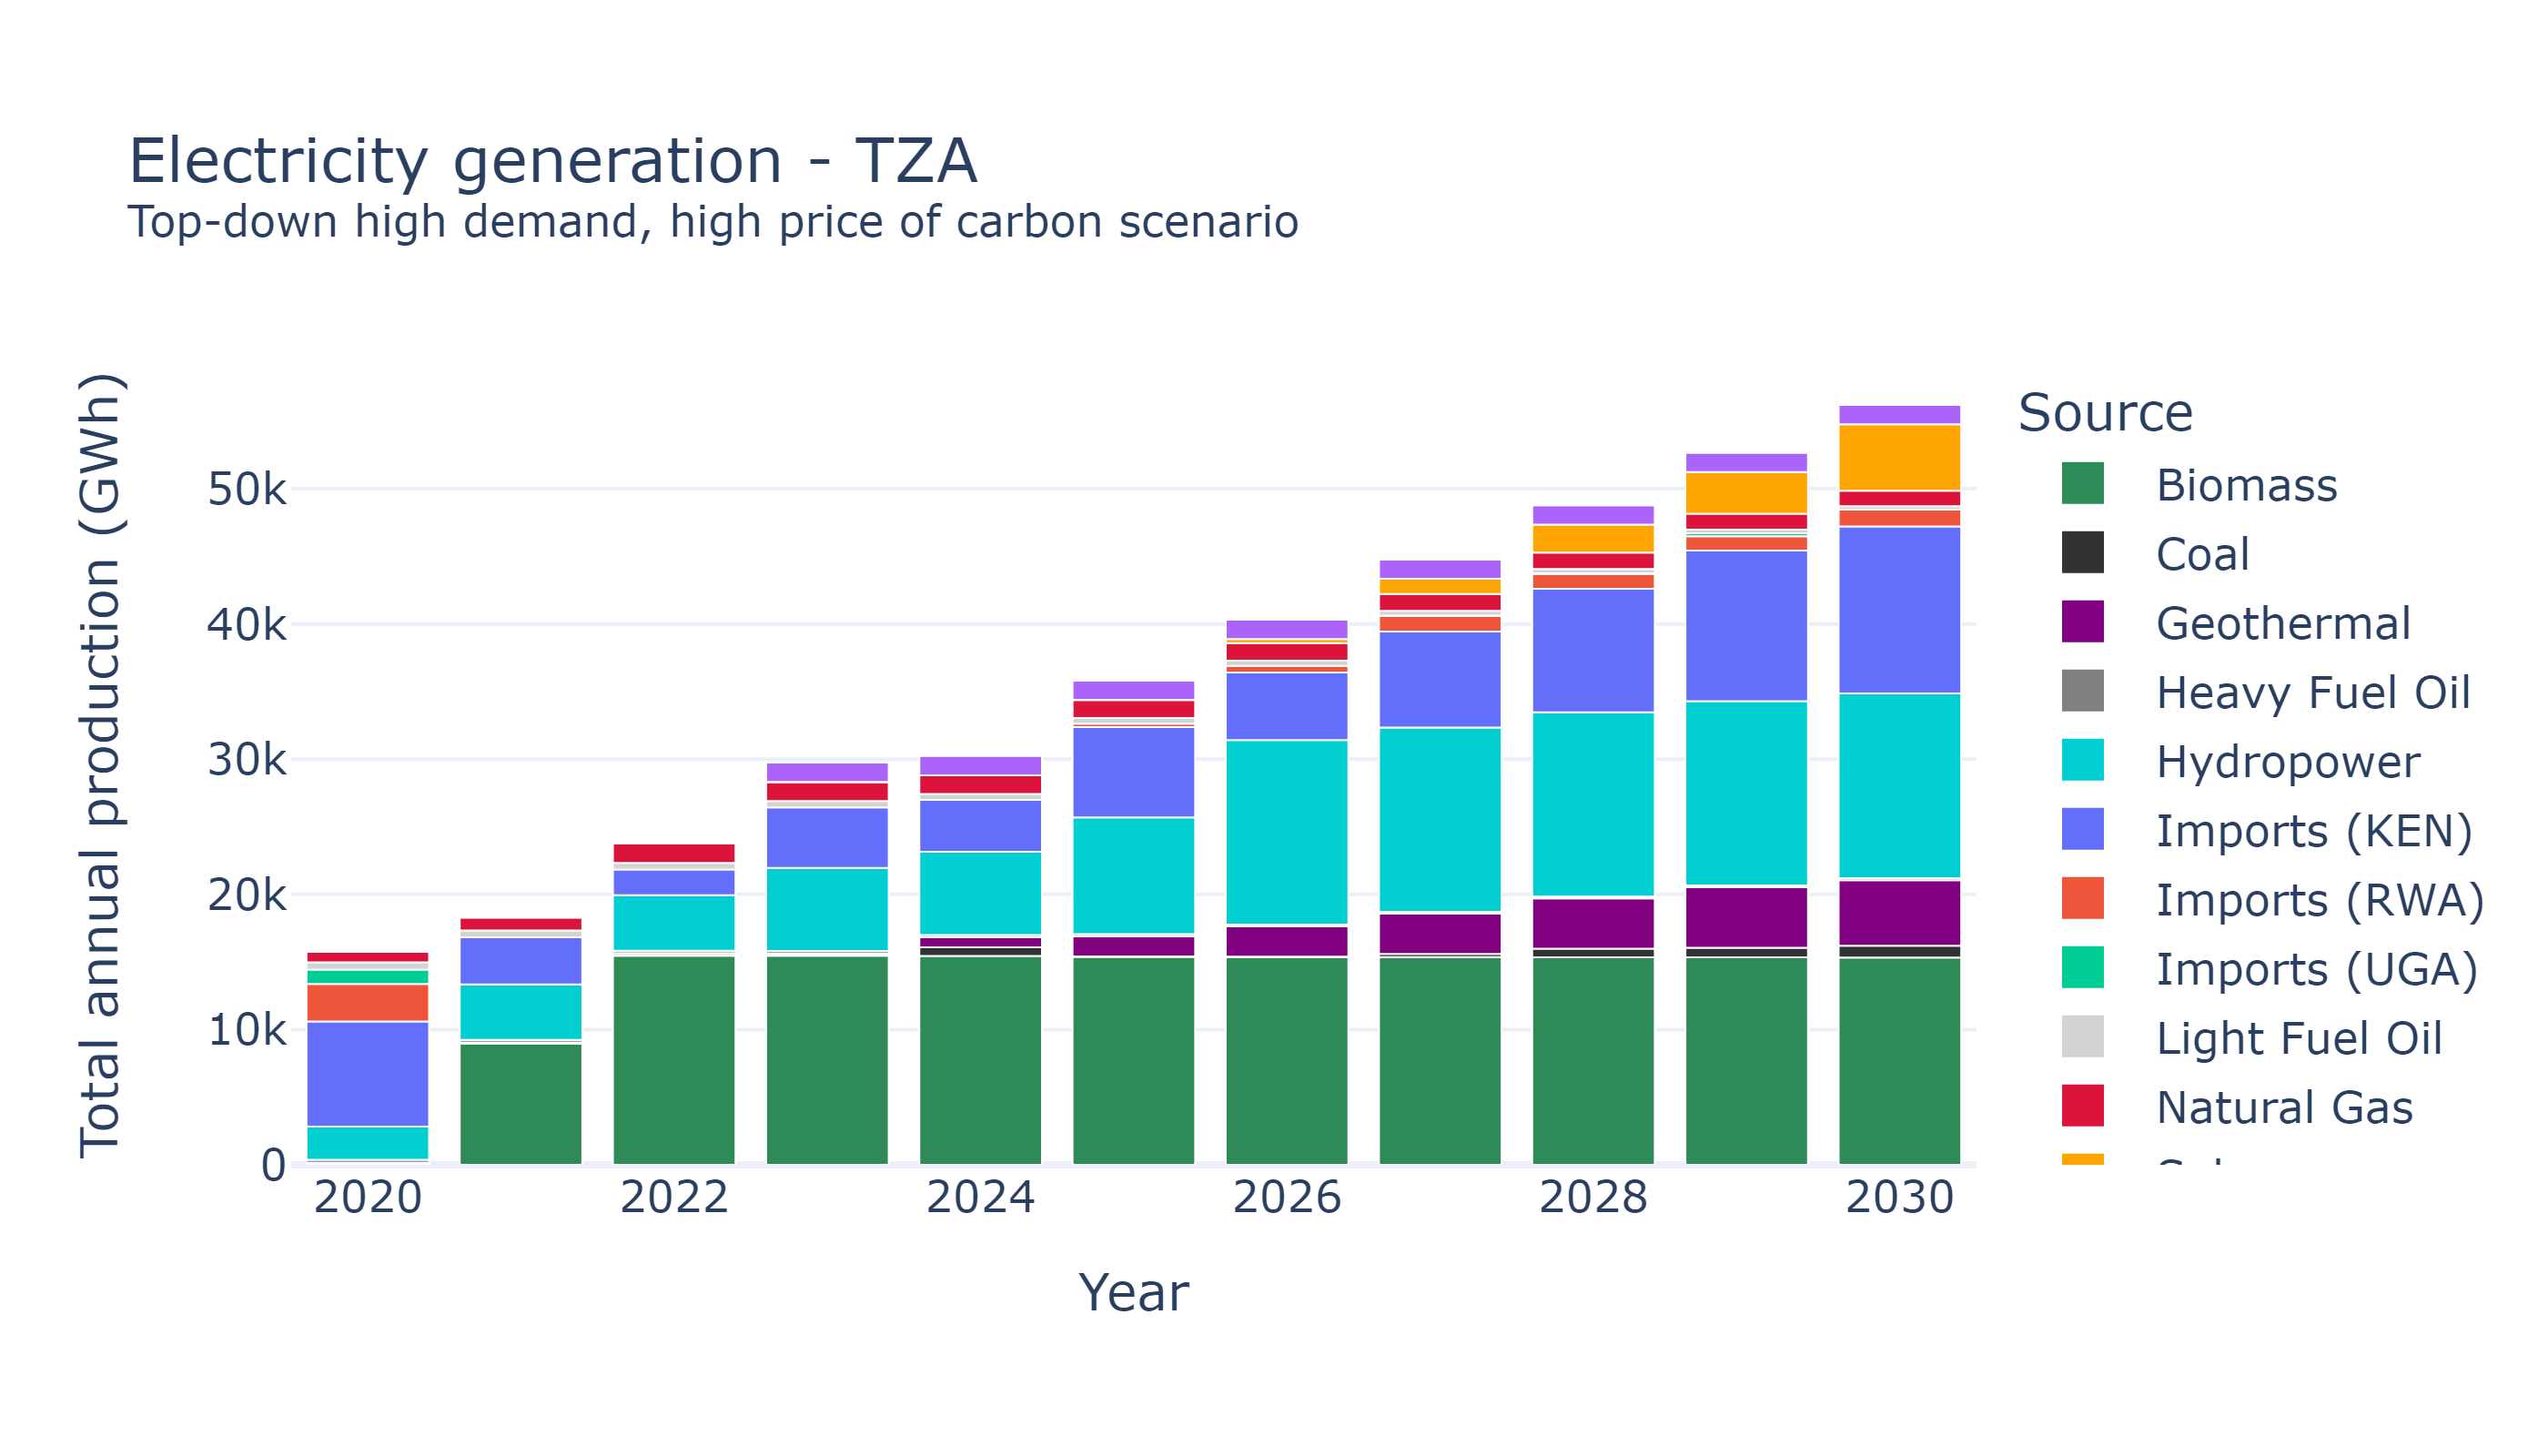 Electricity generation - TZA
Top-down high demand, high price of carbon scenario
Total annual production (GWh)
50k
40k
30k
20k
10k
0
2020
2022
2024
2026
2028
2030
Year
Source
Biomass
Coal
Geothermal
Heavy Fuel Oil
Hydropower
Imports (KEN)
Imports (RWA)
Imports (UGA)
Light Fuel Oil
Natural Gas